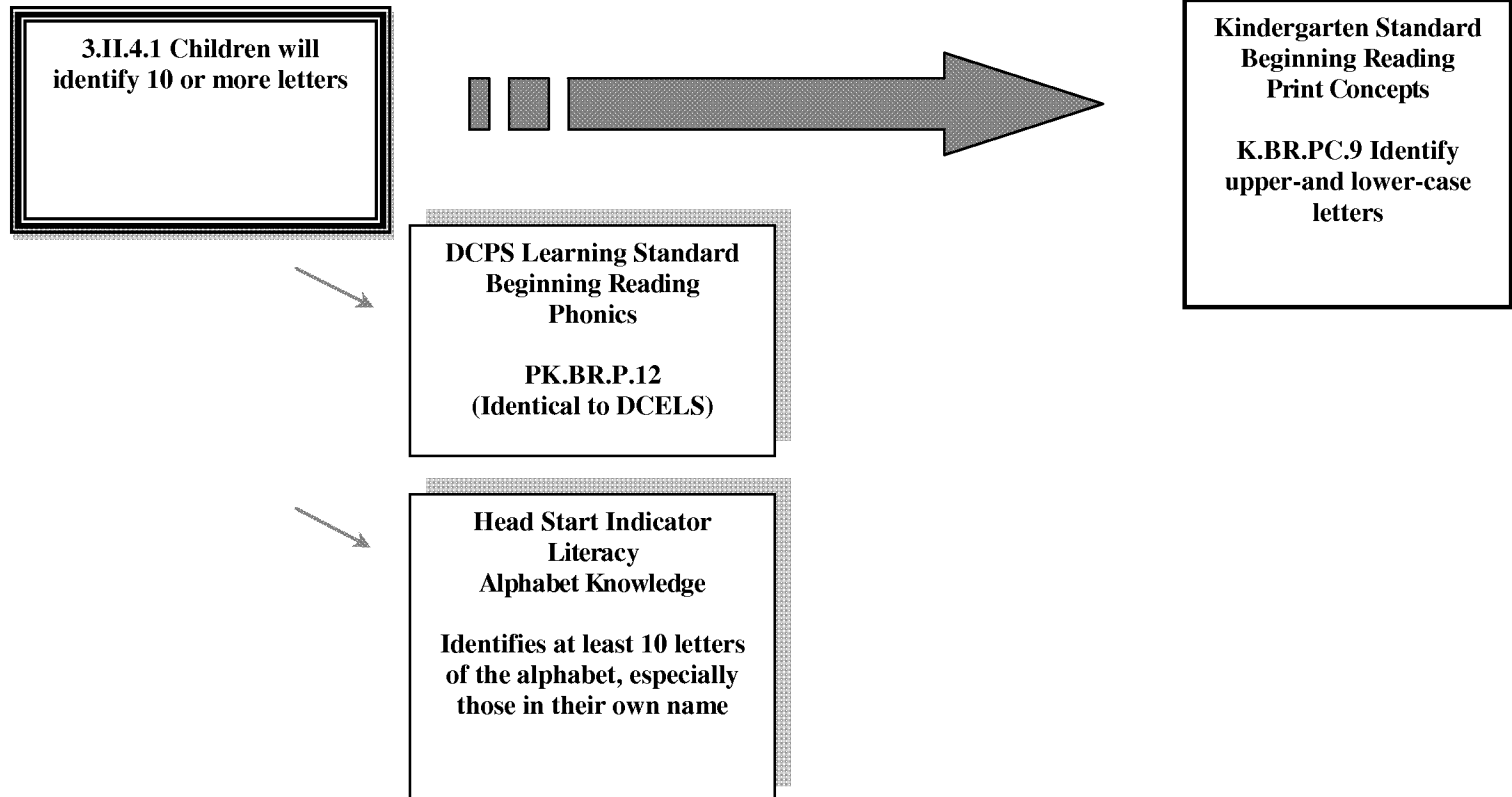 3.II.4.1 Children will
identify 10 or more letters
Kindergarten Standard
Beginning Reading
Print Concepts
K.BR.PC.9 Identify
upper-and lower-case
letters
DCPS Learning Standard
Beginning Reading
Phonics
PK.BR.P.12
(Identical to DCELS)
Head Start Indicator
Literacy
Alphabet Knowledge
Identifies at least 10 letters
of the alphabet, especially
those in their own name